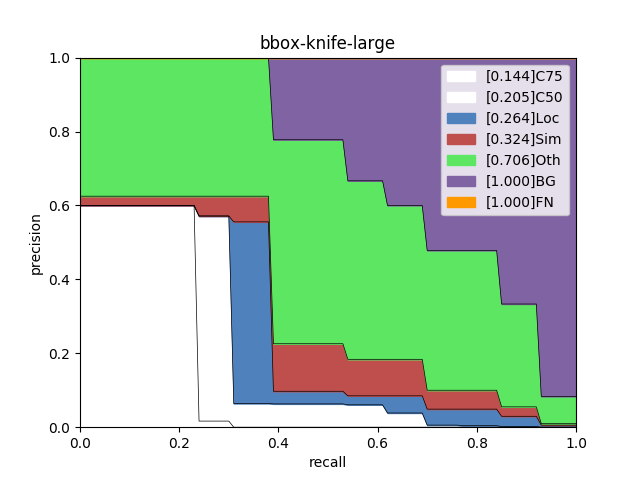 bbox-knife-large
1.0
0.8
0.6
0.4
0.2
0.0
precision
0.0 0.2 0.4 0.6 0.8 1.0
recall
[0.144]C75
[0.205]C50
[0.264]Loc
[0.324]Sim
[0.706]Oth
[1.000]BG
[1.000]FN